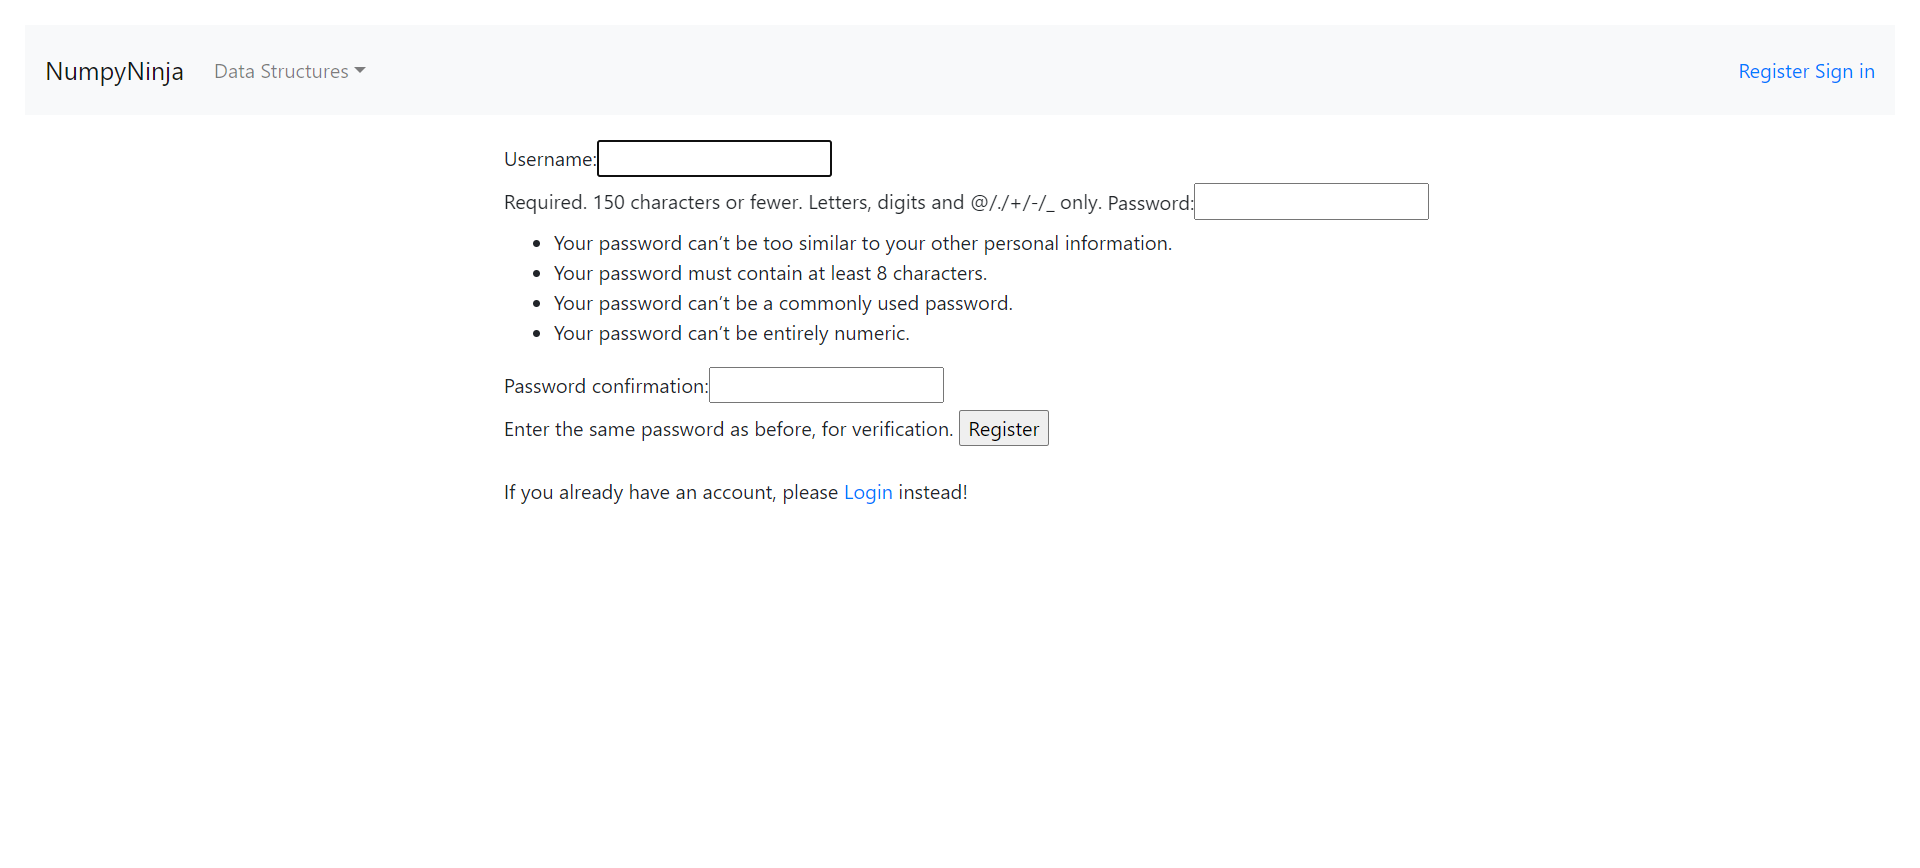 NumpyNinja Data Structures Register Sign in
Username:
Required. 150 characters or fewer. Letters, digits and @/./+/-/_ only. Password:
• Your password can’t be too similar to your other personal information.
• Your password must contain at least 8 characters.
• Your password can’t be a commonly used password.
• Your password can’t be entirely numeric.
Password confirmation:
Enter the same password as before, for verification. Register
If you already have an account, please Login instead!